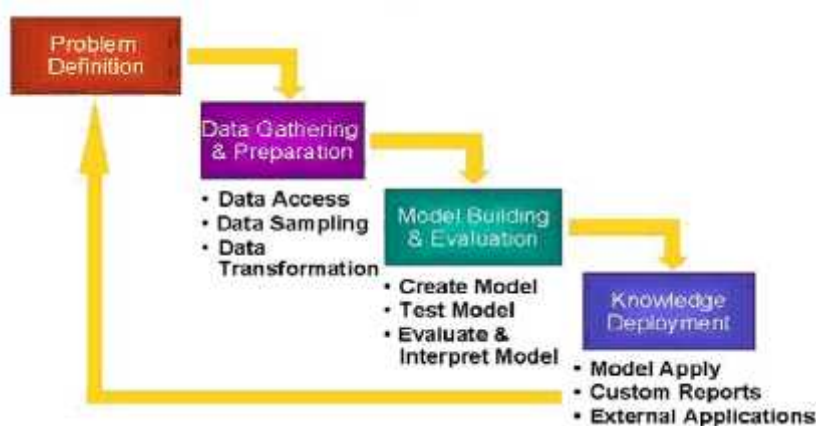 Problem
Definition
Data Gathering
& Preparation
• Data Access
• Data Sampling
• Data
Transformation
Model Building
& Evaluation
• Create Model
• Test Model
• Evaluate &
Interpret Model
Knowledge
Deployment
• Model Apply
• Custom Reports
• External Applications